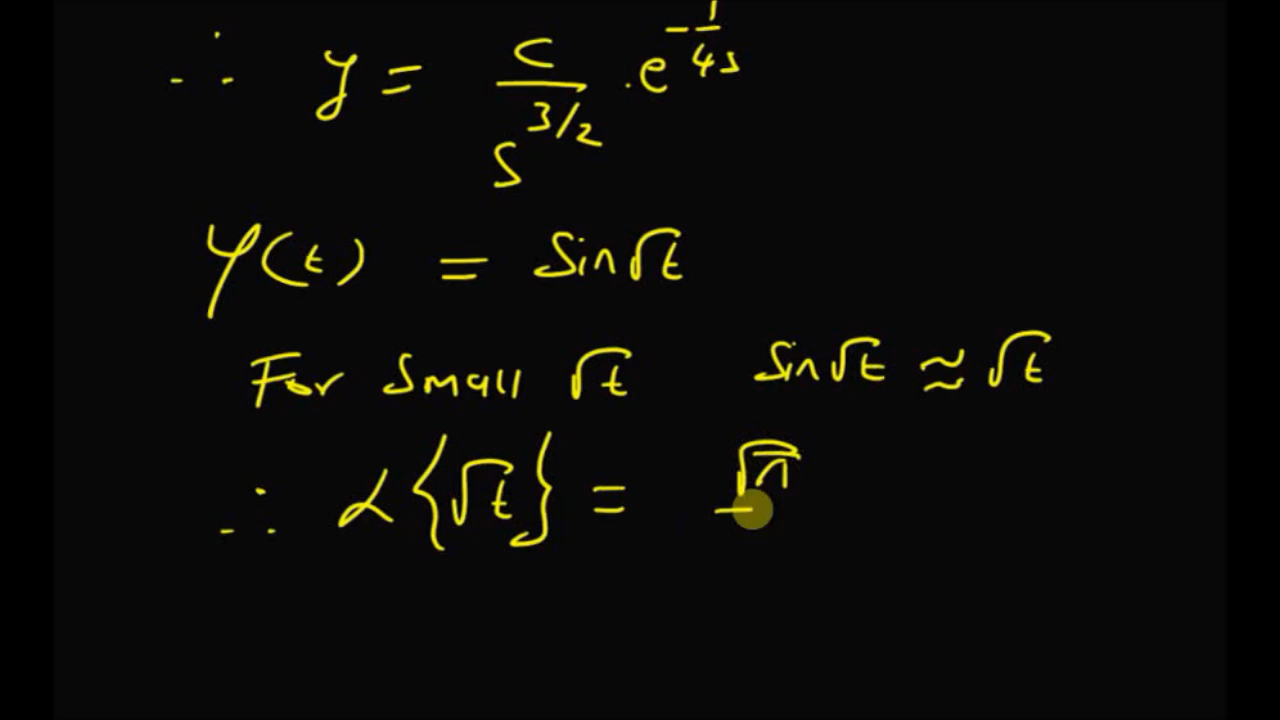 ∴ y = c / s^{3/2} . e^{-1/4s}
Y(t) = Sin√t
For Small √t Sin√t ≈ √t
∴ L{√t} = √π